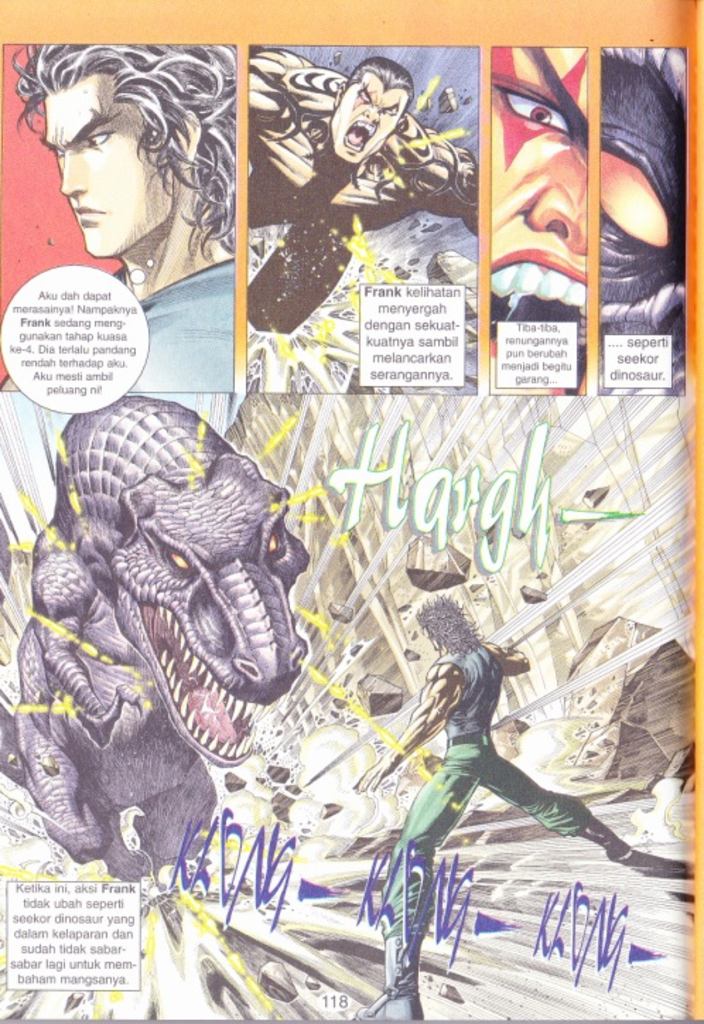 Aku dah dapat
merasainya! Nampaknya
Frank sedang meng-
gunakan tahap kuasa
ke-4. Dia terlalu pandang
rendah terhadap aku.
Aku mesti ambil
peluang ni!
Frank kelihatan
menyergah
dengan sekuat-
kuatnya sambil
melancarkan
serangannya.
Tiba-tiba,
renungannya
pun berubah
menjadi begitu
garang...
.... seperti
seekor
dinosaur.
Hargh—
KLONG—
KLONG—
KLONG—
Ketika ini, aksi Frank
tidak ubah seperti
seekor dinosaur yang
dalam kelaparan dan
sudah tidak sabar-
sabar lagi untuk mem-
baham mangsanya.
118